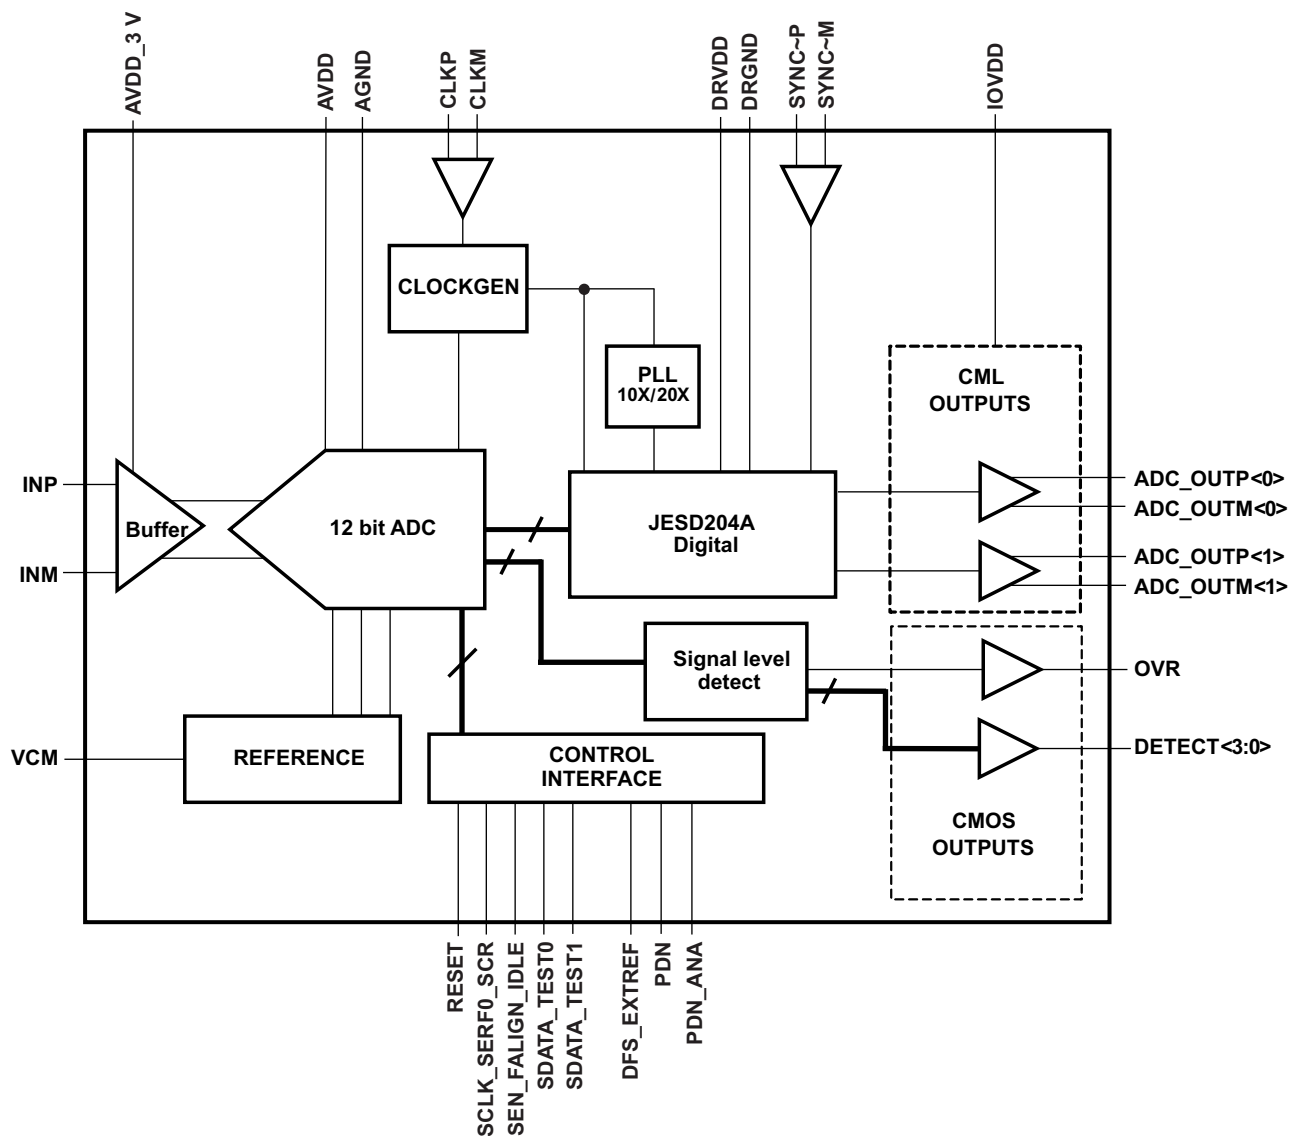 AVDD_3 V
AVDD
AGND
CLKP
CLKM
DRVDD
DRGND
SYNC~P
SYNC~M
IOVDD
CLOCKGEN
PLL
10X/20X
CML
OUTPUTS
INP
INM
Buffer
12 bit ADC
JESD204A
Digital
ADC_OUTP<0>
ADC_OUTM<0>
ADC_OUTP<1>
ADC_OUTM<1>
Signal level
detect
OVR
DETECT<3:0>
VCM
REFERENCE
CONTROL
INTERFACE
CMOS
OUTPUTS
RESET
SCLK_SERF0_SCR
SEN_FALIGN_IDLE
SDATA_TEST0
SDATA_TEST1
DFS_EXTREF
PDN
PDN_ANA